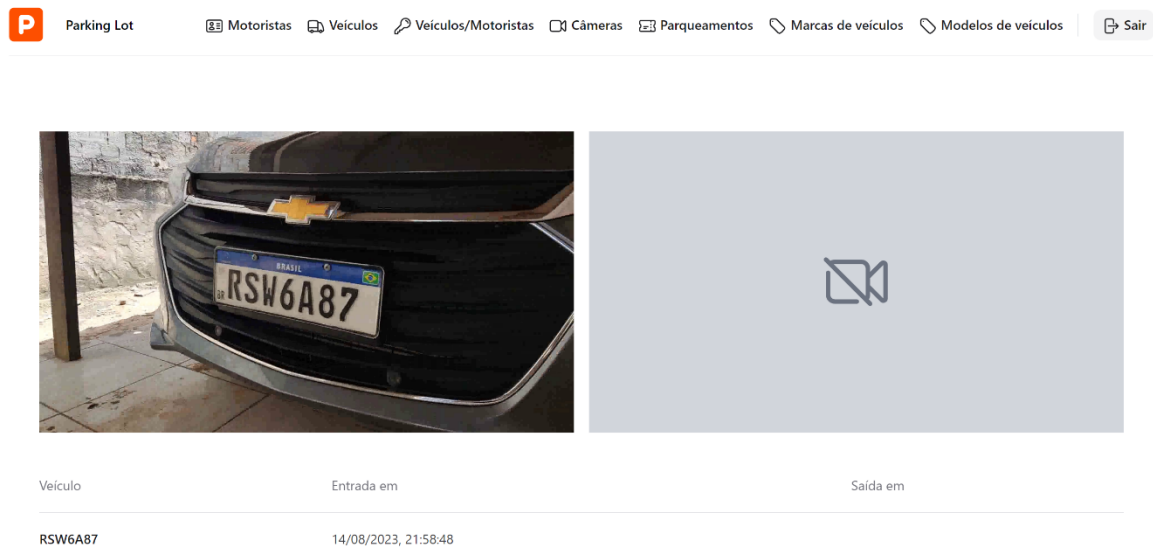 P Parking Lot Motoristas Veículos Veículos/Motoristas Câmeras Parqueamentos Marcas de veículos Modelos de veículos Sair
BRASIL
BR RSW6A87
Veículo Entrada em Saída em
RSW6A87 14/08/2023, 21:58:48